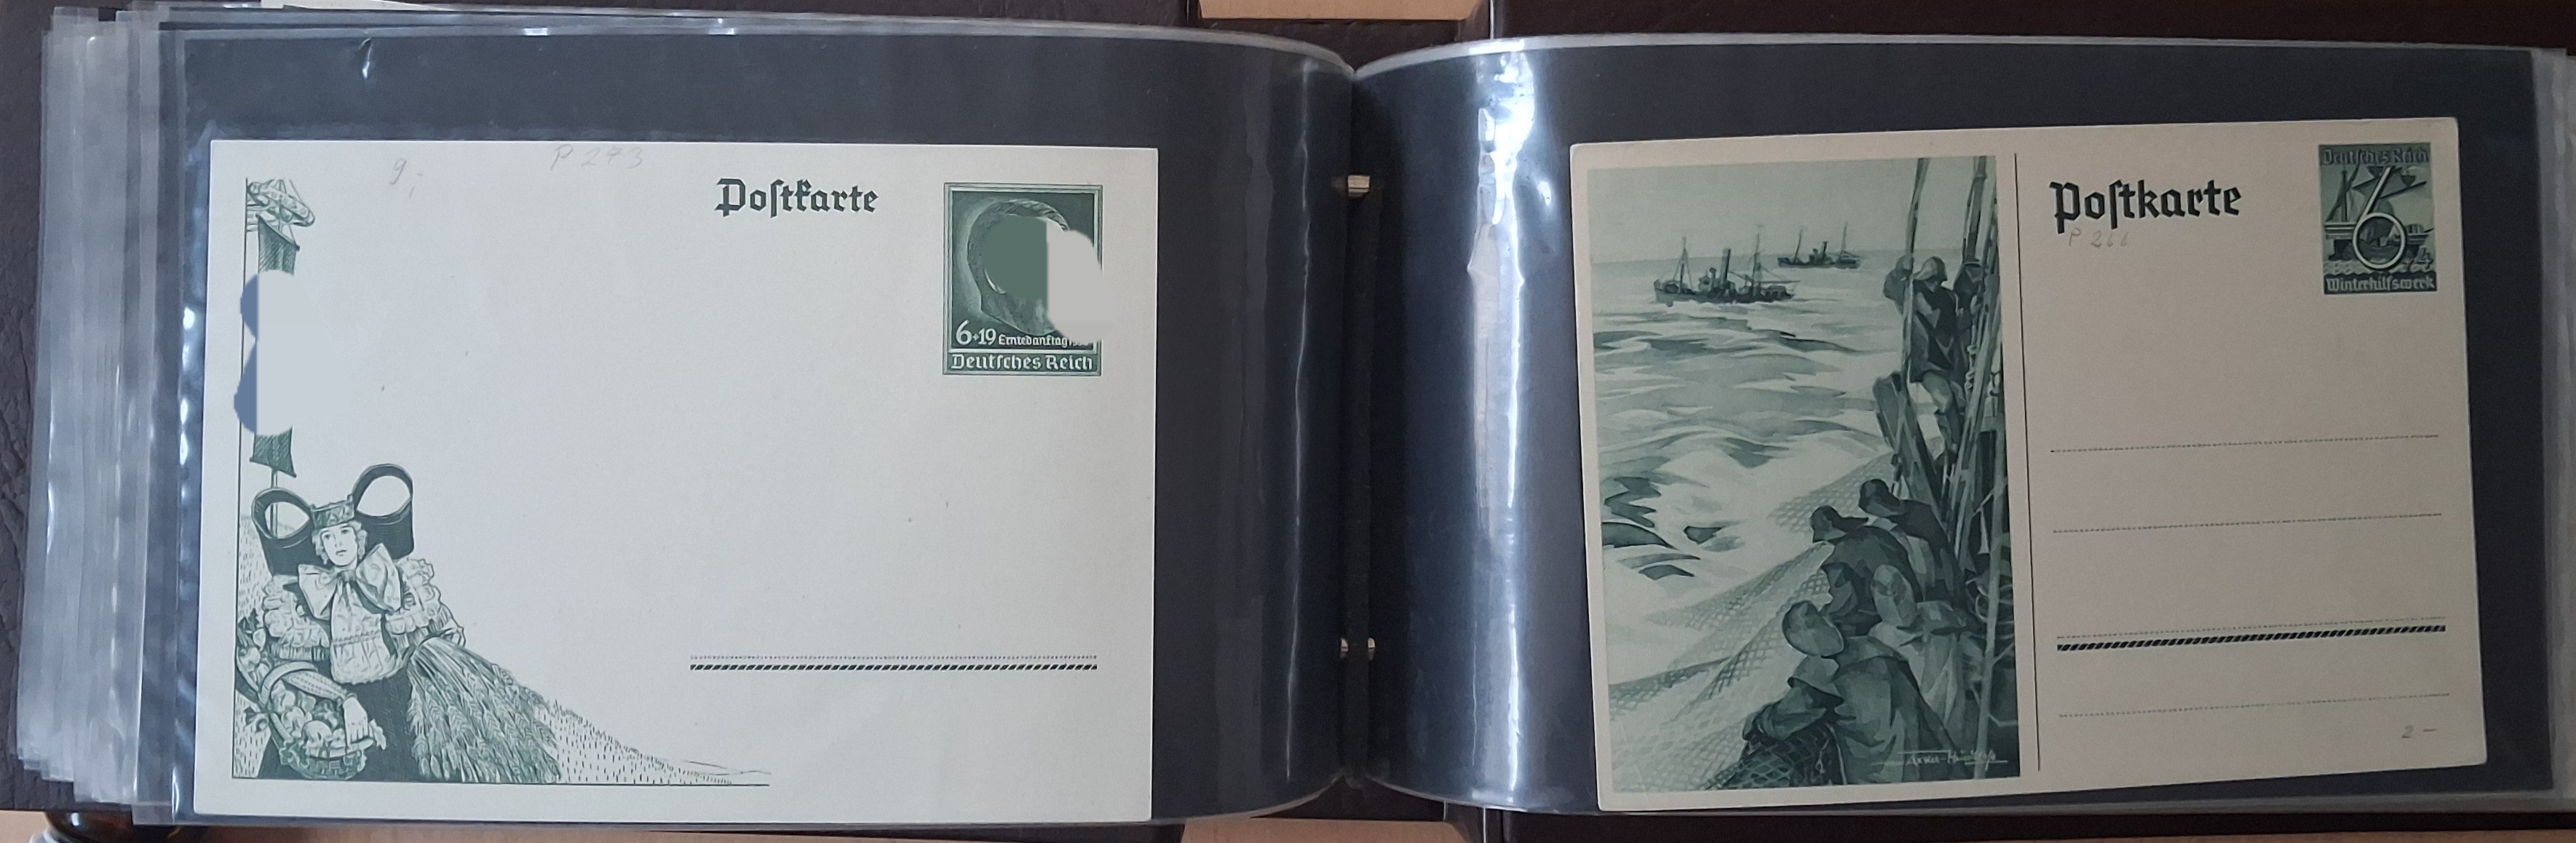 9,-
P 273
Poſtkarte
6+19 Erntedanktag
Deutſches Reich
Poſtkarte
P 266
Deutſches Reich
6
Winterhilfswerk
2 –